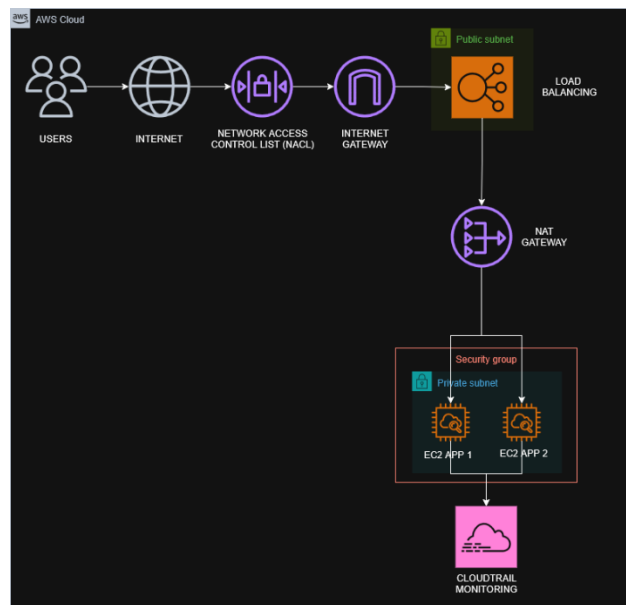 aws
AWS Cloud
Public subnet
LOAD
BALANCING
USERS
INTERNET
NETWORK ACCESS
CONTROL LIST (NACL)
INTERNET
GATEWAY
NAT
GATEWAY
Security group
Private subnet
EC2 APP 1
EC2 APP 2
CLOUDTRAIL
MONITORING